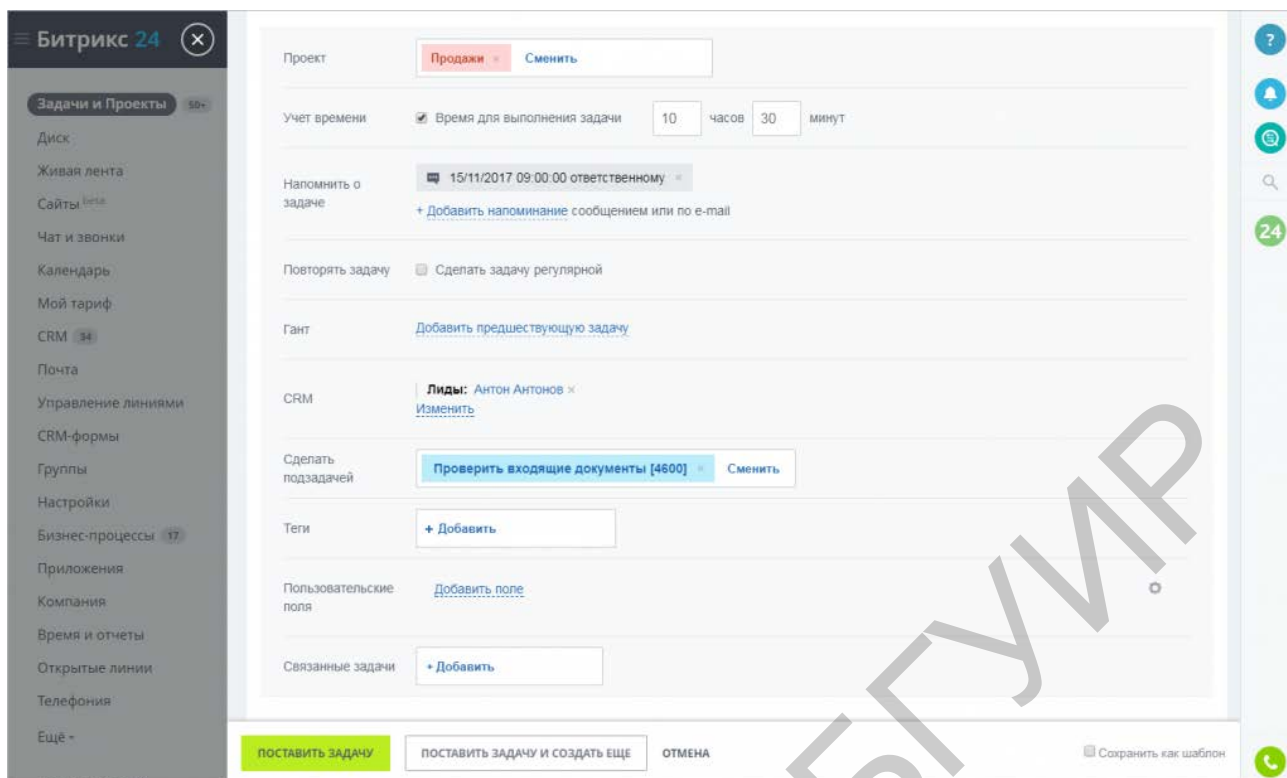 Битрикс 24
Задачи и Проекты 50+
Диск
Живая лента
Сайты beta
Чат и звонки
Календарь
Мой тариф
CRM 34
Почта
Управление линиями
CRM-формы
Группы
Настройки
Бизнес-процессы 17
Приложения
Компания
Время и отчеты
Открытые линии
Телефония
Ещё
Проект Продажи × Сменить
Учет времени Время для выполнения задачи 10 часов 30 минут
Напомнить о задаче
15/11/2017 09:00:00 ответственному ×
+ Добавить напоминание сообщением или по e-mail
Повторять задачу Сделать задачу регулярной
Гант Добавить предшествующую задачу
CRM
Лиды: Антон Антонов ×
Изменить
Сделать
подзадачей
Проверить входящие документы [4600] × Сменить
Теги + Добавить
Пользовательские
поля
Добавить поле
Связанные задачи + Добавить
ПОСТАВИТЬ ЗАДАЧУ ПОСТАВИТЬ ЗАДАЧУ И СОЗДАТЬ ЕЩЕ ОТМЕНА Сохранить как шаблон
?
24
БГУИР